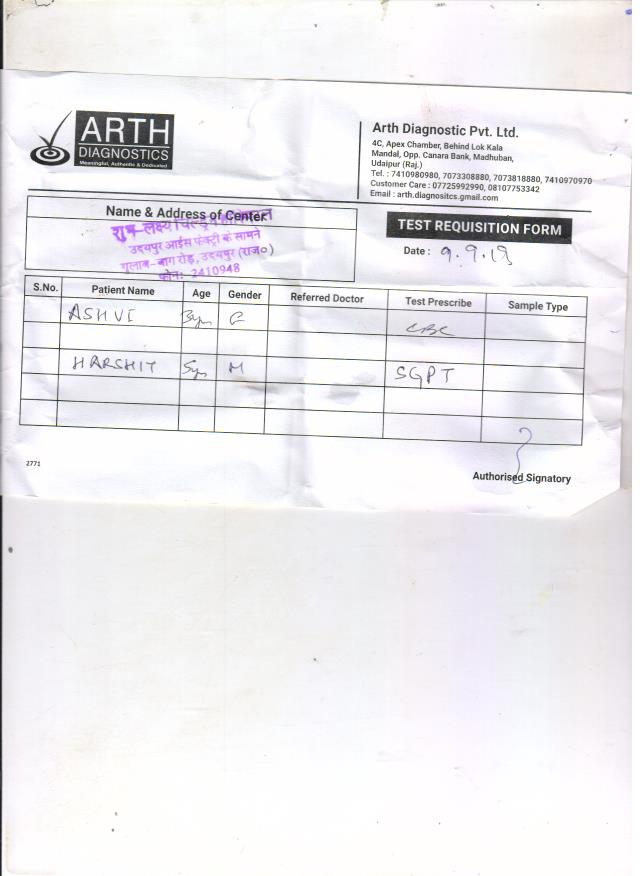 ARTH
DIAGNOSTICS
Meaningful, Authentic & Dedicated
Arth Diagnostic Pvt. Ltd.
4C, Apex Chamber, Behind Lok Kala
Mandal, Opp. Canara Bank, Madhuban,
Udaipur (Raj.)
Tel. : 7410980980, 7073308880, 7073818880, 7410970970
Customer Care : 07725992990, 08107753342
Email : arth.diagnositcs.gmail.com
Name & Address of Center
शुभ-लक्ष्य
उदयपुर आईस फेक्ट्री के सामने
गुलाब-बाग रोड़, उदयपुर (राज०)
फोनः 2410948
TEST REQUISITION FORM
Date : 9.9.19
S.No. Patient Name Age Gender Referred Doctor Test Prescribe Sample Type
ASHVI CBC
HARSHIT 5yr M SGPT
2771
Authorised Signatory